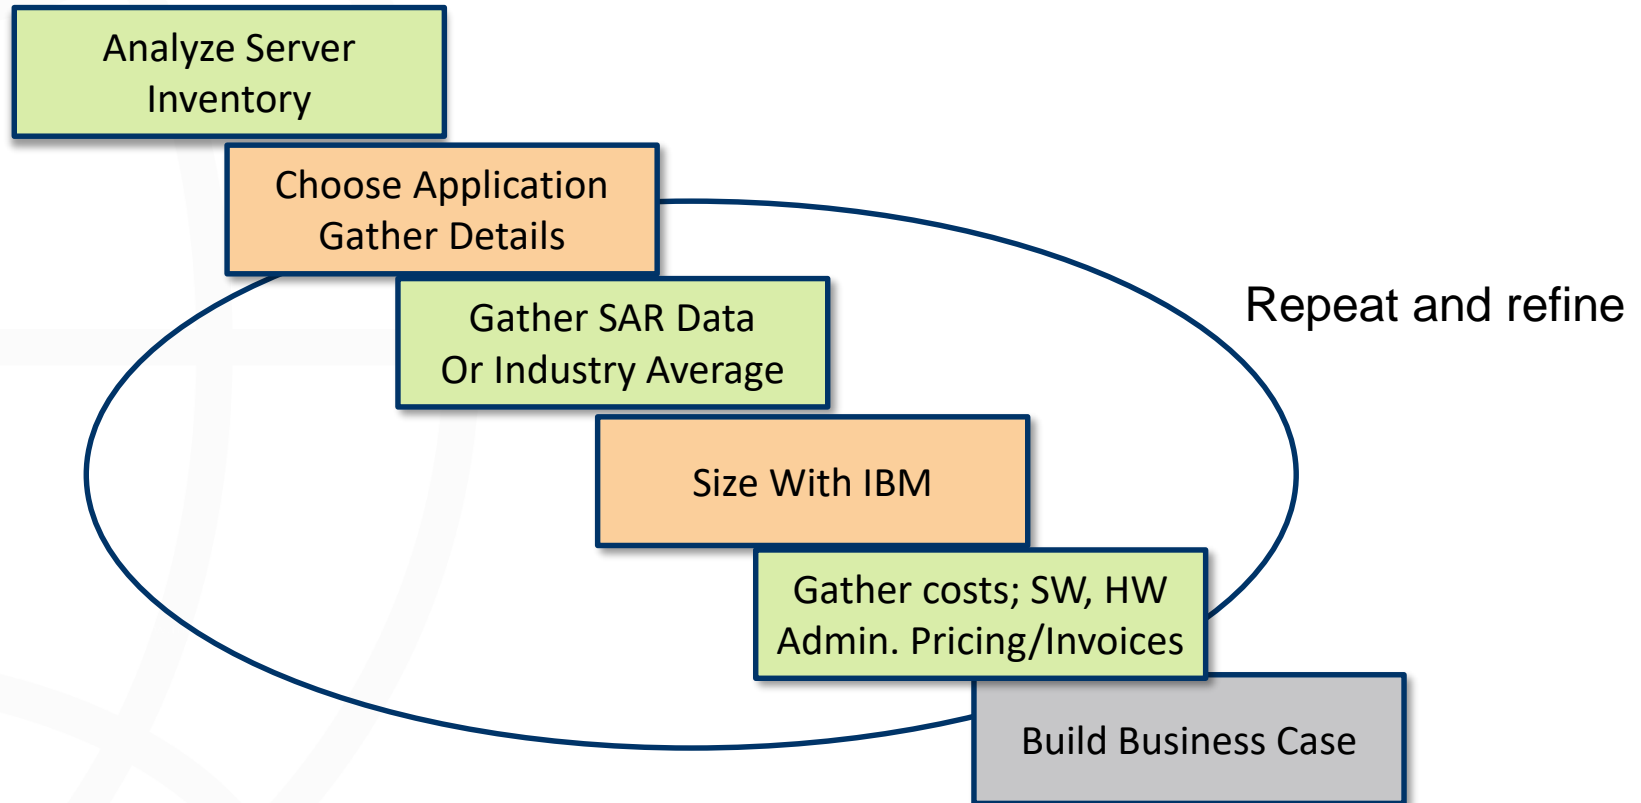 Analyze Server
Inventory
Choose Application
Gather Details
Gather SAR Data
Or Industry Average
Repeat and refine
Size With IBM
Gather costs; SW, HW
Admin. Pricing/Invoices
Build Business Case